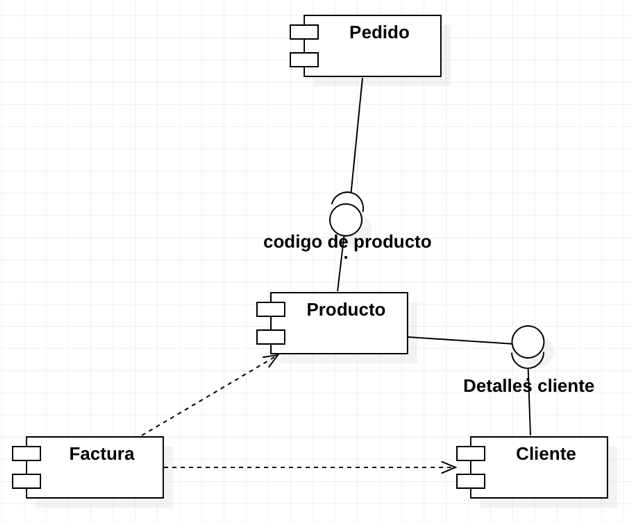 Pedido
codigo de producto
Producto
Detalles cliente
Factura
Cliente